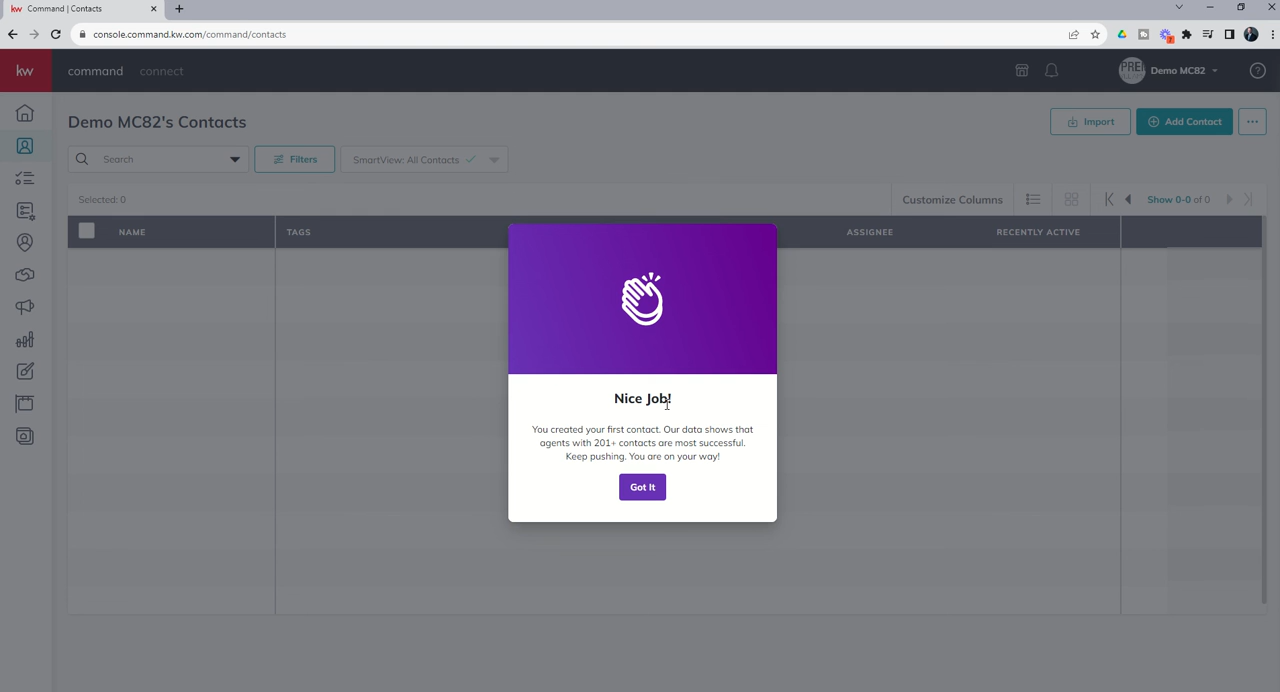 kw Command | Contacts
console.command.kw.com/command/contacts
kw command connect
PRE
Demo MC82
Demo MC82's Contacts
Import
Add Contact
Search
Filters
SmartView: All Contacts
Selected: 0
Customize Columns
Show 0-0 of 0
NAME
TAGS
ASSIGNEE
RECENTLY ACTIVE
Nice Job!
You created your first contact. Our data shows that
agents with 201+ contacts are most successful.
Keep pushing. You are on your way!
Got It